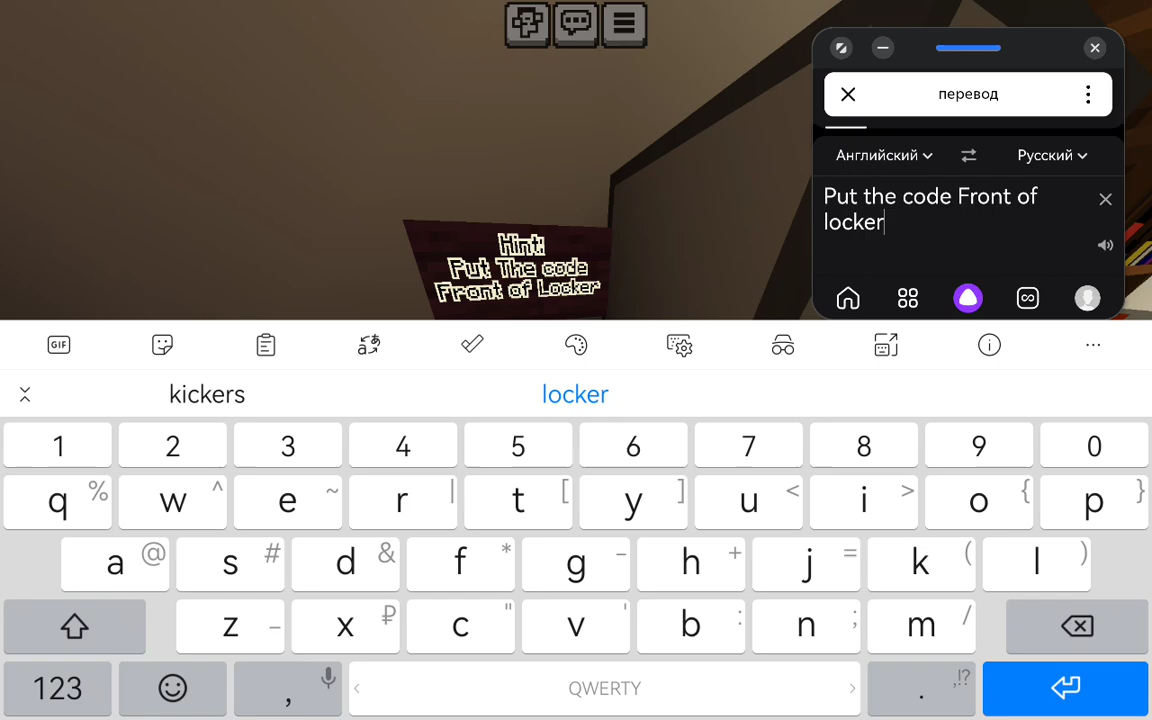 перевод
Английский
Русский
Put the code Front of
locker
Hint:
Put The code
Front of Locker
GIF
kickers
locker
1 2 3 4 5 6 7 8 9 0
q % w ^ e ~ r | t [ y ] u < i > o { p }
a @ s # d & f * g - h + j = k ( l )
z _ x ₽ c " v ' b : n ; m /
123 , < QWERTY > . ,!?